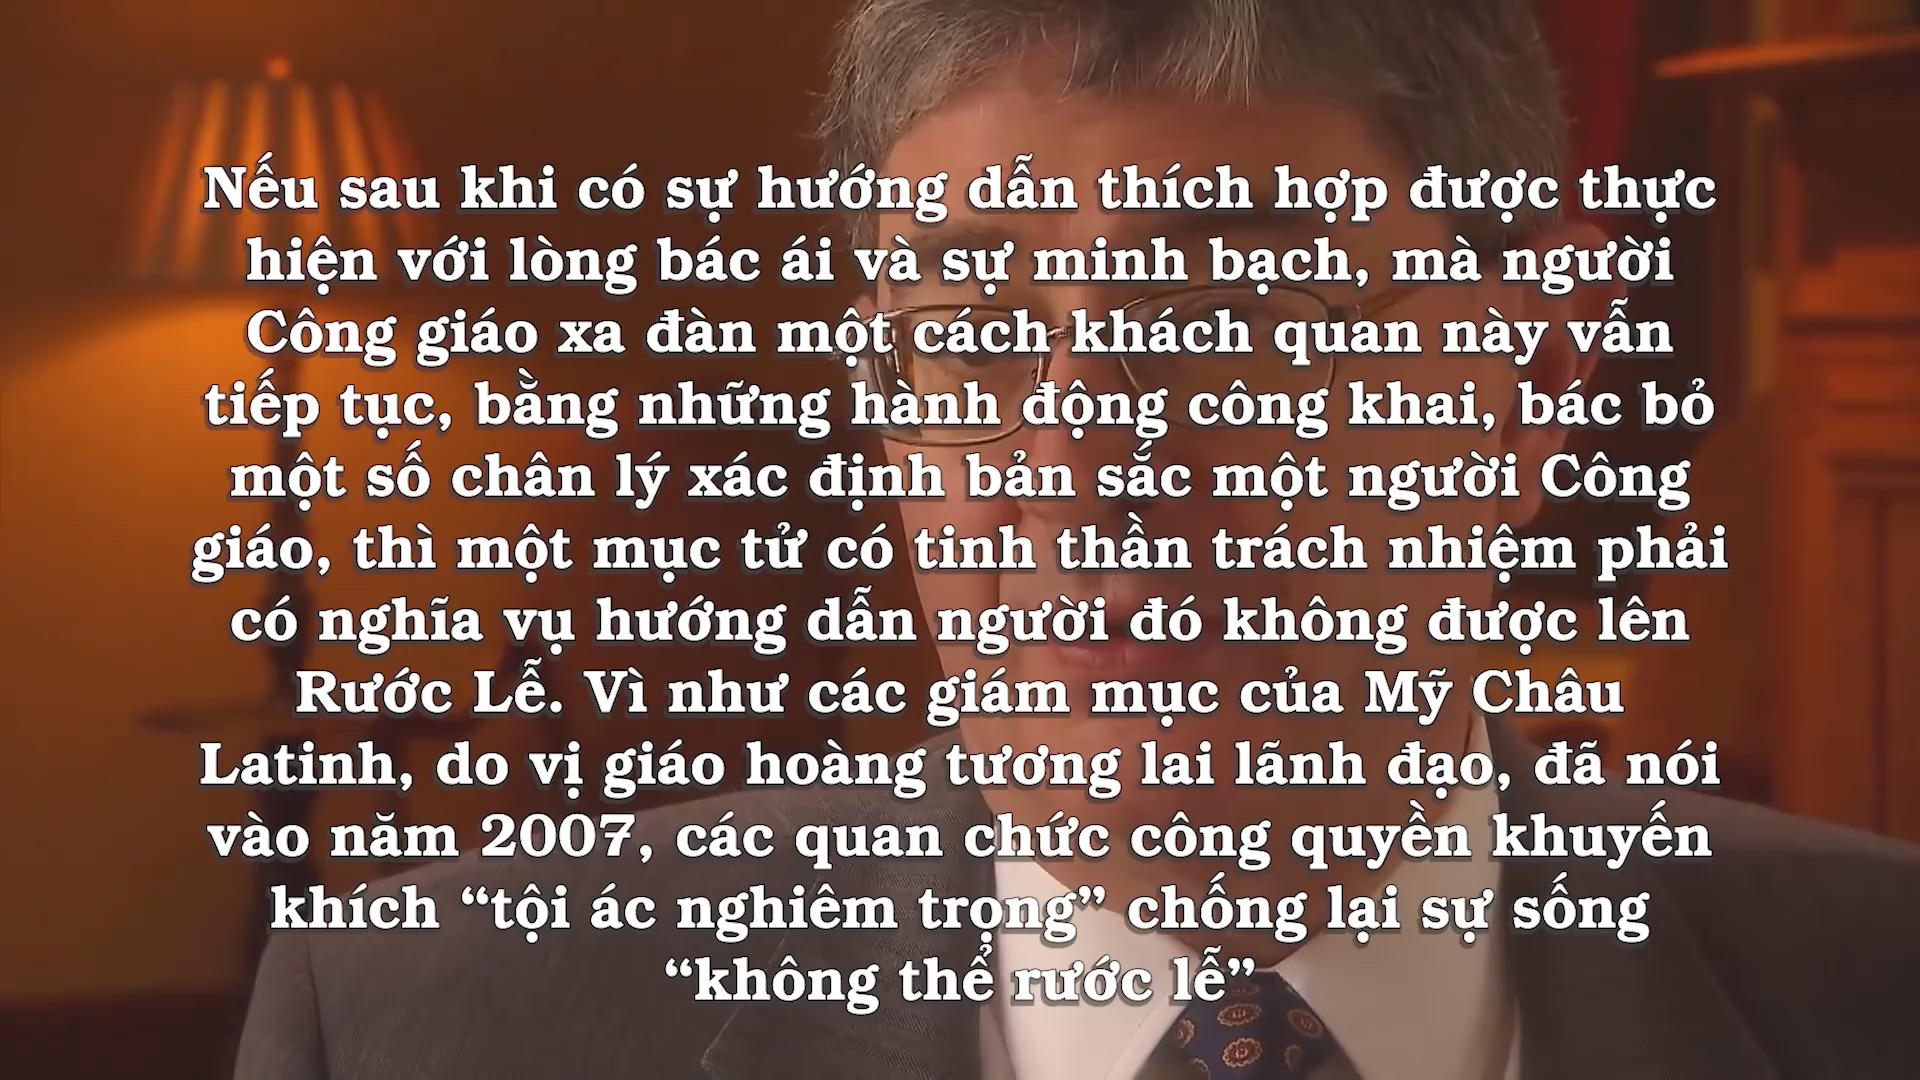 Nếu sau khi có sự hướng dẫn thích hợp được thực
hiện với lòng bác ái và sự minh bạch, mà người
Công giáo xa đàn một cách khách quan này vẫn
tiếp tục, bằng những hành động công khai, bác bỏ
một số chân lý xác định bản sắc một người Công
giáo, thì một mục tử có tinh thần trách nhiệm phải
có nghĩa vụ hướng dẫn người đó không được lên
Rước Lễ. Vì như các giám mục của Mỹ Châu
Latinh, do vị giáo hoàng tương lai lãnh đạo, đã nói
vào năm 2007, các quan chức công quyền khuyến
khích “tội ác nghiêm trọng” chống lại sự sống
“không thể rước lễ”